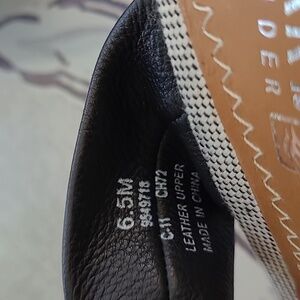 6.5M
9849718
C-11 CH72
LEATHER UPPER
MADE IN CHINA
DER